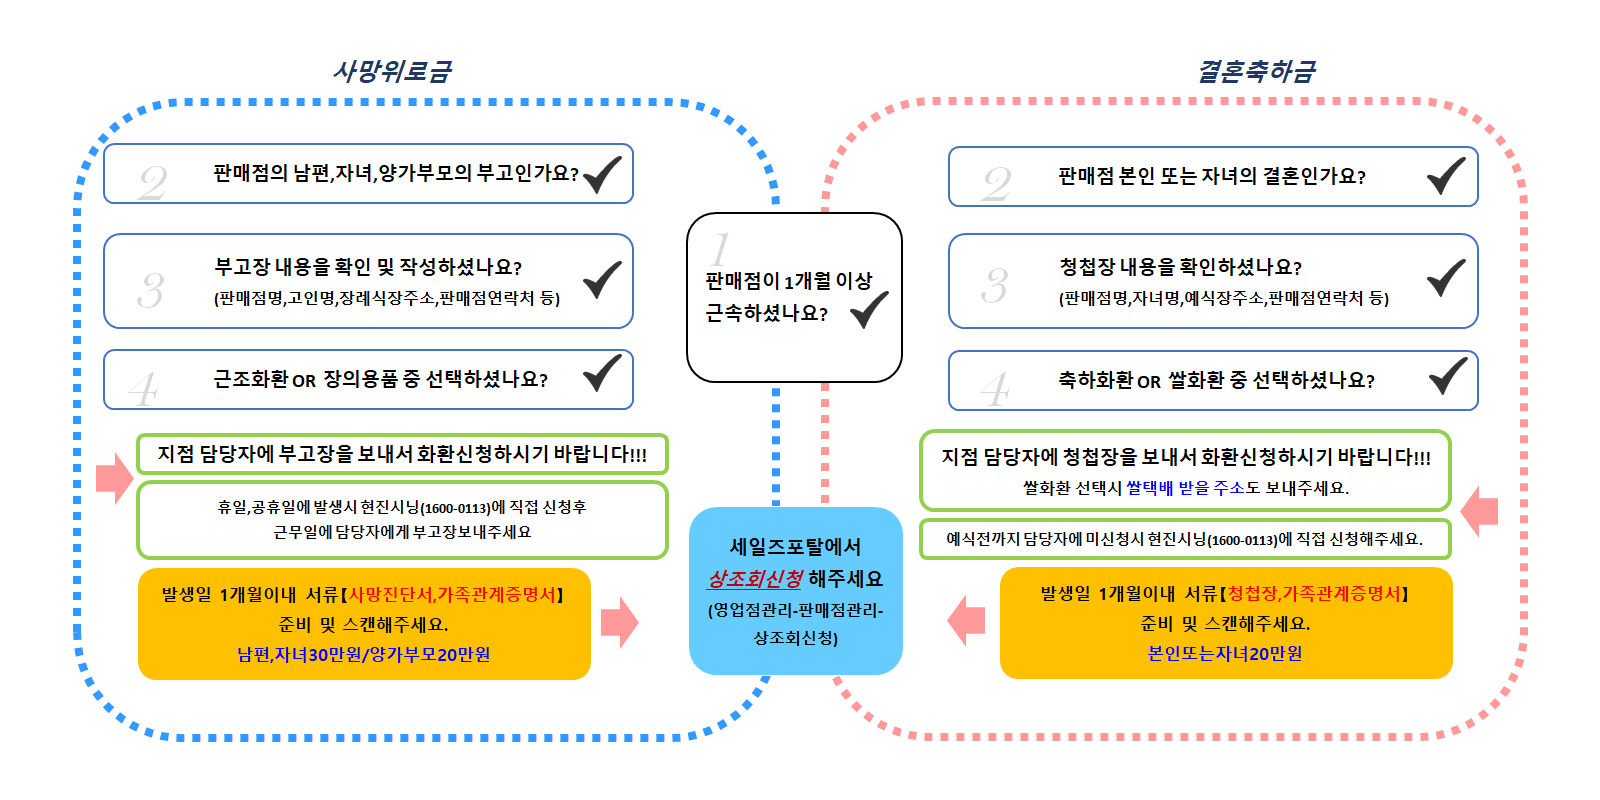 사망위로금
2
판매점의 남편,자녀,양가부모의 부고인가요?
3
부고장 내용을 확인 및 작성하셨나요?
(판매점명,고인명,장례식장주소,판매점연락처 등)
4
근조화환 OR 장의용품 중 선택하셨나요?
지점 담당자에 부고장을 보내서 화환신청하시기 바랍니다!!!
휴일,공휴일에 발생시 현진시닝(1600-0113)에 직접 신청후
근무일에 담당자에게 부고장보내주세요
발생일 1개월이내 서류【사망진단서,가족관계증명서】
준비 및 스캔해주세요.
남편,자녀30만원/양가부모20만원
1
판매점이 1개월 이상
근속하셨나요?
세일즈포탈에서
상조회신청 해주세요
(영업점관리-판매점관리-
상조회신청)
결혼축하금
2
판매점 본인 또는 자녀의 결혼인가요?
3
청첩장 내용을 확인하셨나요?
(판매점명,자녀명,예식장주소,판매점연락처 등)
4
축하화환 OR 쌀화환 중 선택하셨나요?
지점 담당자에 청첩장을 보내서 화환신청하시기 바랍니다!!!
쌀화환 선택시 쌀택배 받을 주소도 보내주세요.
예식전까지 담당자에 미신청시 현진시닝(1600-0113)에 직접 신청해주세요.
발생일 1개월이내 서류【청첩장,가족관계증명서】
준비 및 스캔해주세요.
본인또는자녀20만원